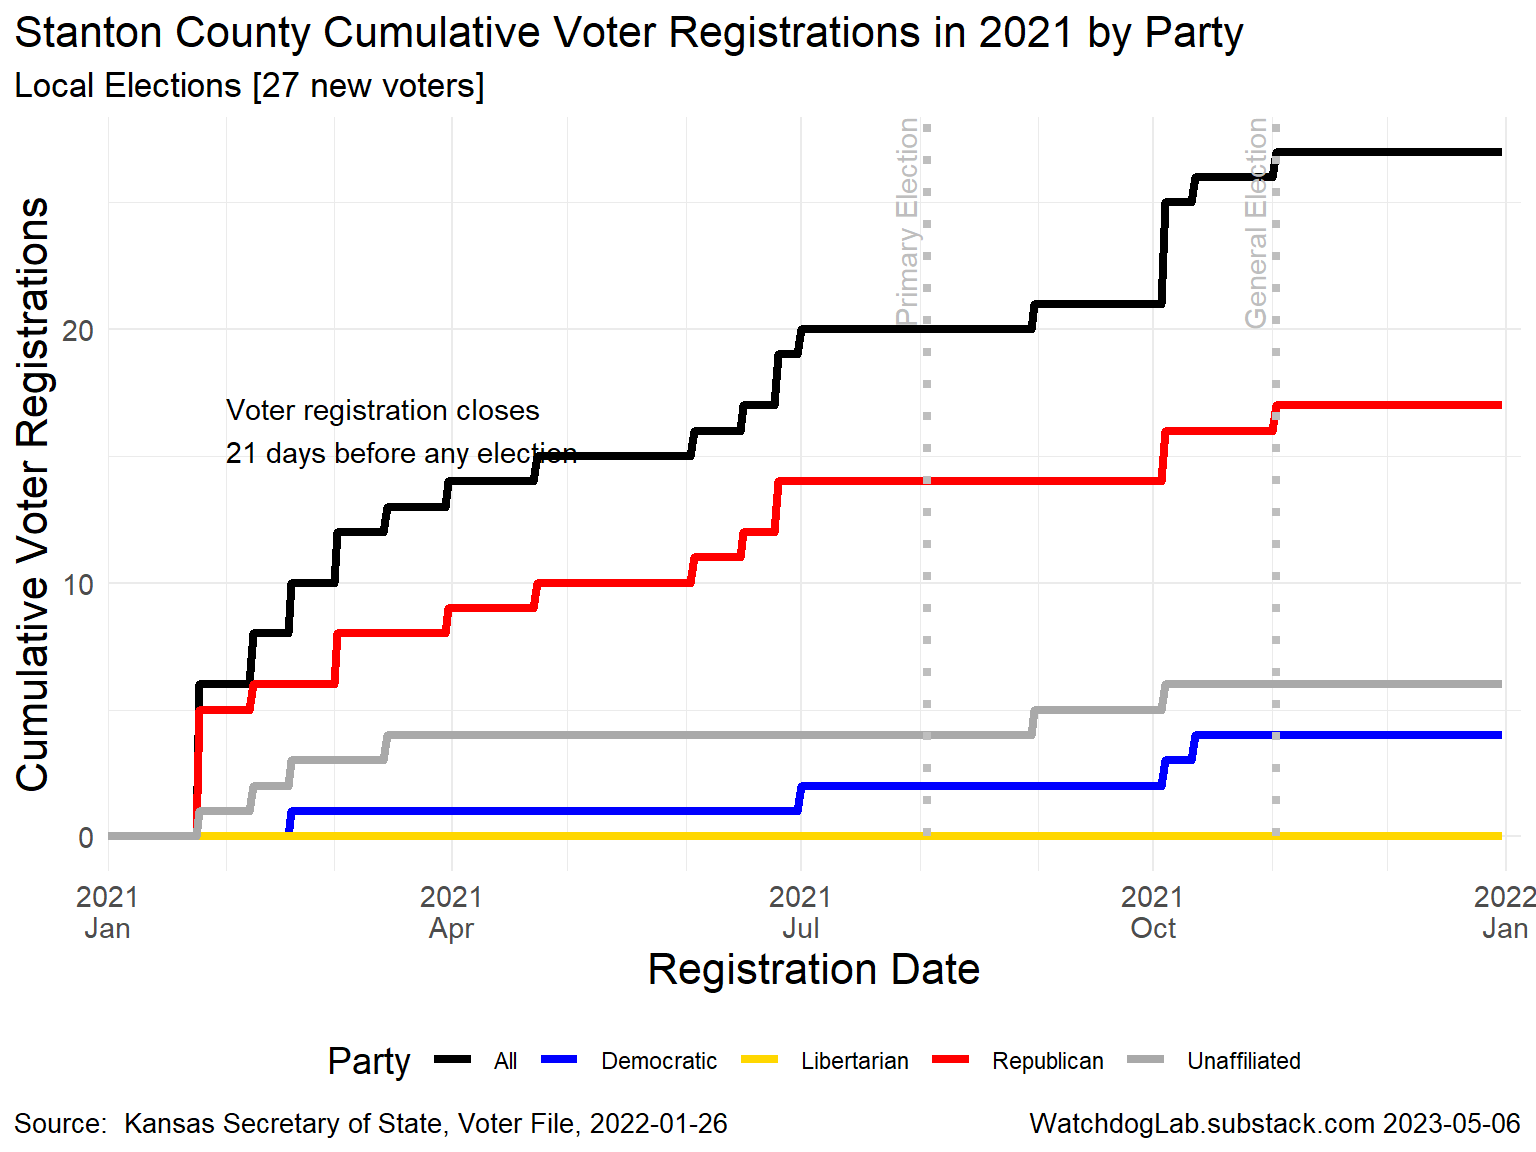 Stanton County Cumulative Voter Registrations in 2021 by Party
Local Elections [27 new voters]
Cumulative Voter Registrations
Primary Election
General Election
20
Voter registration closes
21 days before any election
10
0
2021 2021 2021 2021 2022
Jan Apr Jul Oct Jan
Registration Date
Party All Democratic Libertarian Republican Unaffiliated
Source:  Kansas Secretary of State, Voter File, 2022-01-26
WatchdogLab.substack.com 2023-05-06